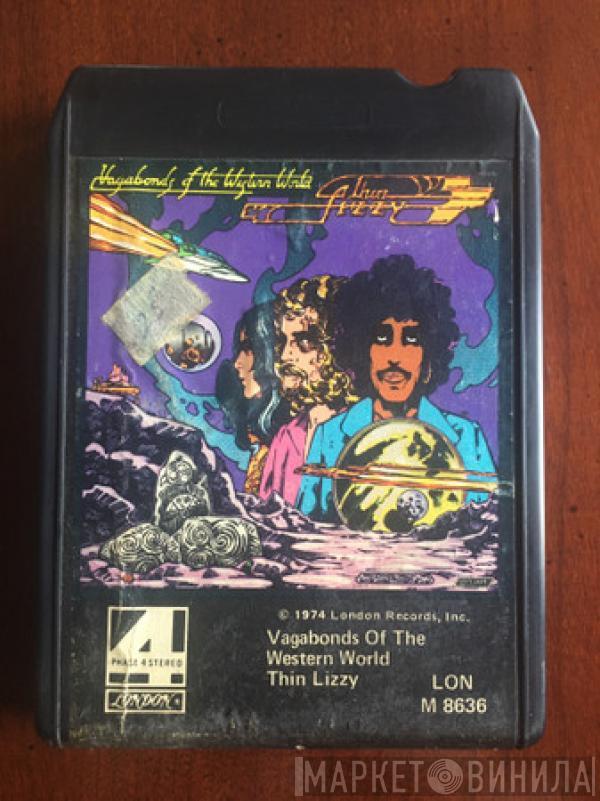 Vagabonds of the Western World
Thin
Lizzy
© 1974 London Records, Inc.
Vagabonds Of The
Western World
Thin Lizzy
LON
M 8636
4
PHASE 4 STEREO
LONDON
МАРКЕТ ВИНИЛА